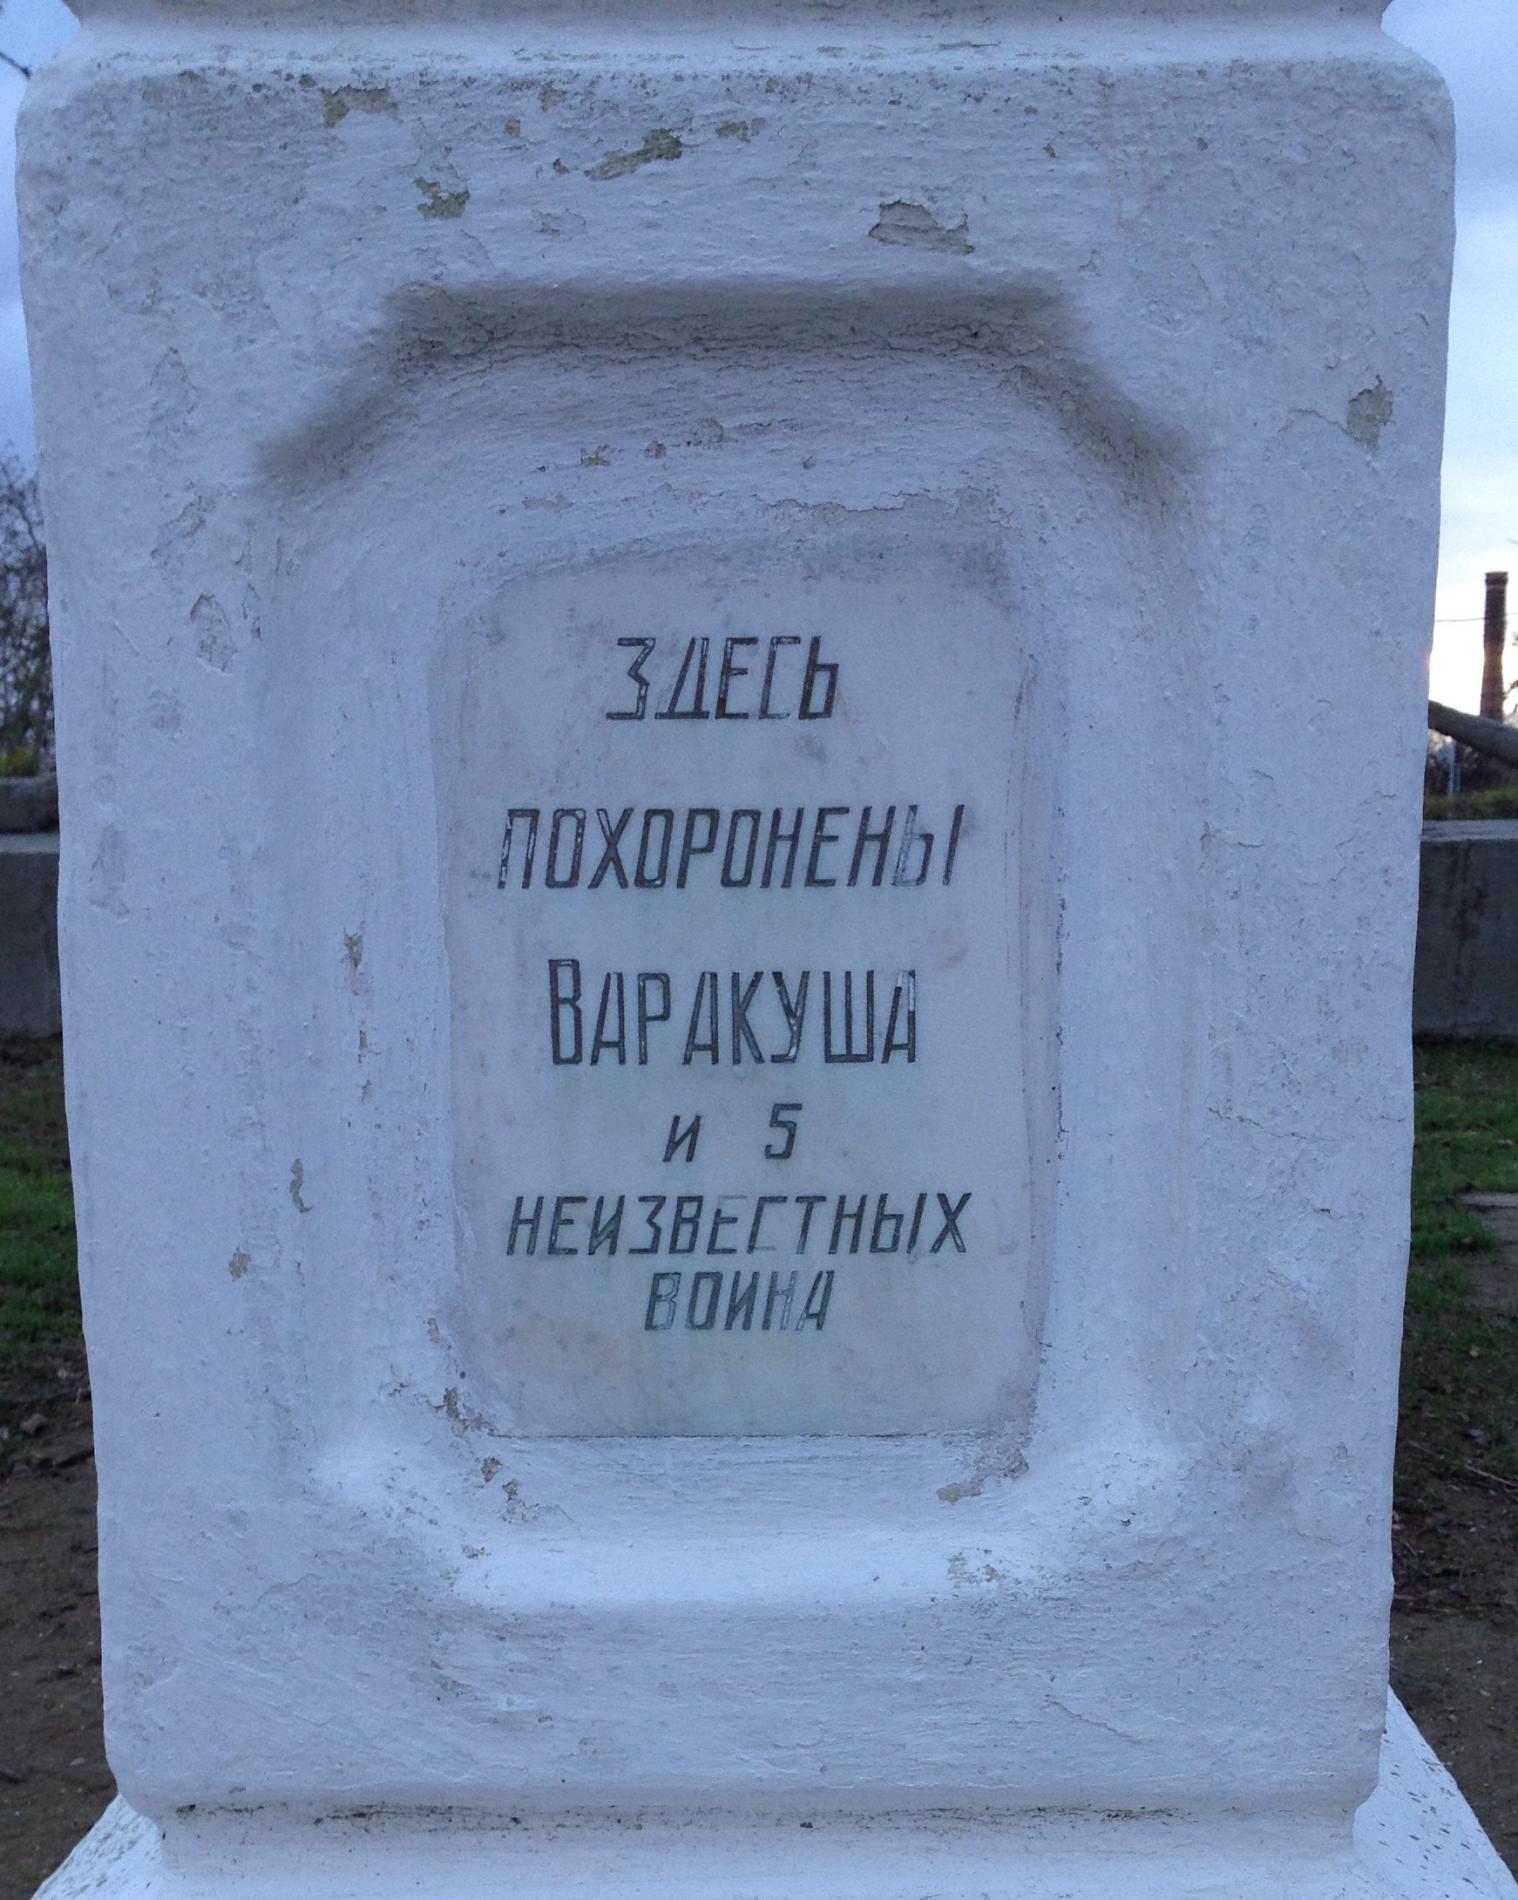 ЗДЕСЬ
ПОХОРОНЕНЫ
ВАРАКУША
и 5
НЕИЗВЕСТНЫХ
ВОИНА